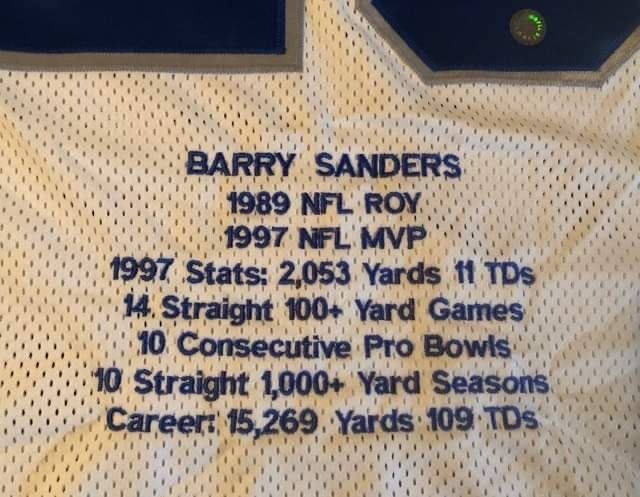 BARRY SANDERS
1989 NFL ROY
1997 NFL MVP
1997 Stats: 2,053 Yards 11 TDs
14 Straight 100+ Yard Games
10 Consecutive Pro Bowls
10 Straight 1,000+ Yard Seasons
Career: 15,269 Yards 109 TDs